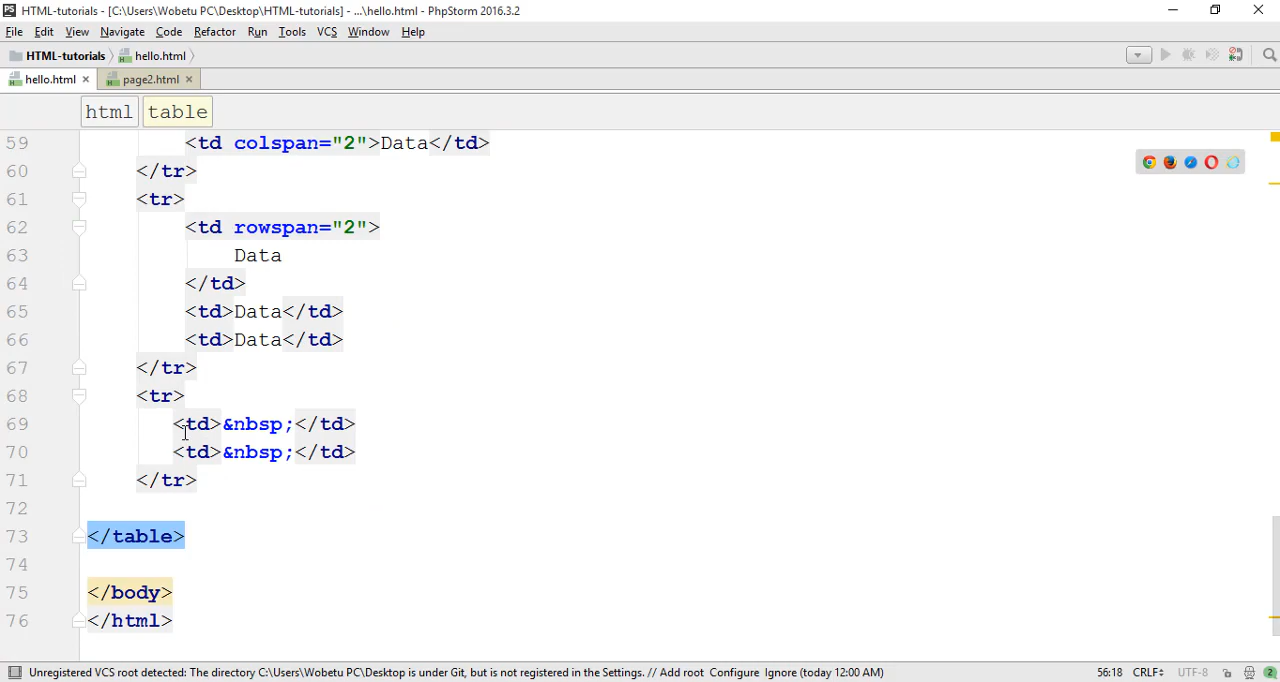 PS HTML-tutorials - [C:\Users\Wobetu PC\Desktop\HTML-tutorials] - ...\hello.html - PhpStorm 2016.3.2
File Edit View Navigate Code Refactor Run Tools VCS Window Help
HTML-tutorials hello.html
hello.html page2.html
html table
59 <td colspan="2">Data</td>
60 </tr>
61 <tr>
62 <td rowspan="2">
63 Data
64 </td>
65 <td>Data</td>
66 <td>Data</td>
67 </tr>
68 <tr>
69 <td>&nbsp;</td>
70 <td>&nbsp;</td>
71 </tr>
72
73 </table>
74
75 </body>
76 </html>
Unregistered VCS root detected: The directory C:\Users\Wobetu PC\Desktop is under Git, but is not registered in the Settings. // Add root Configure Ignore (today 12:00 AM) 56:18 CRLF UTF-8 2